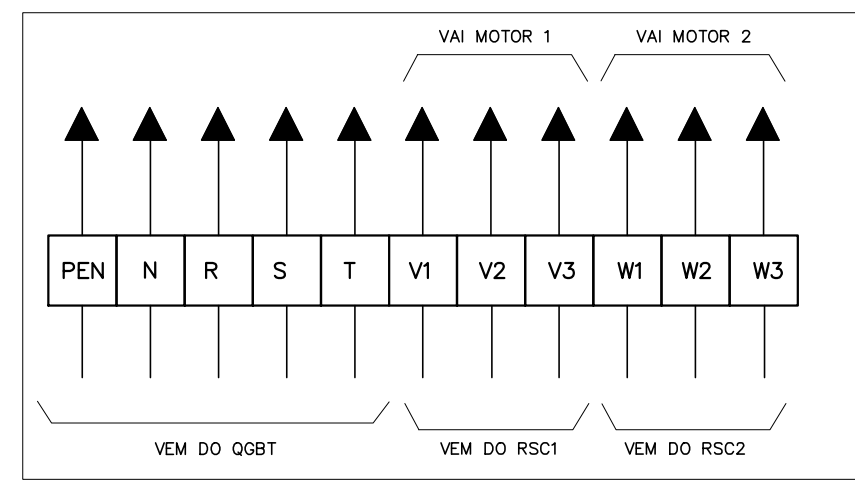 VAI MOTOR 1 VAI MOTOR 2
PEN N R S T V1 V2 V3 W1 W2 W3
VEM DO QGBT VEM DO RSC1 VEM DO RSC2